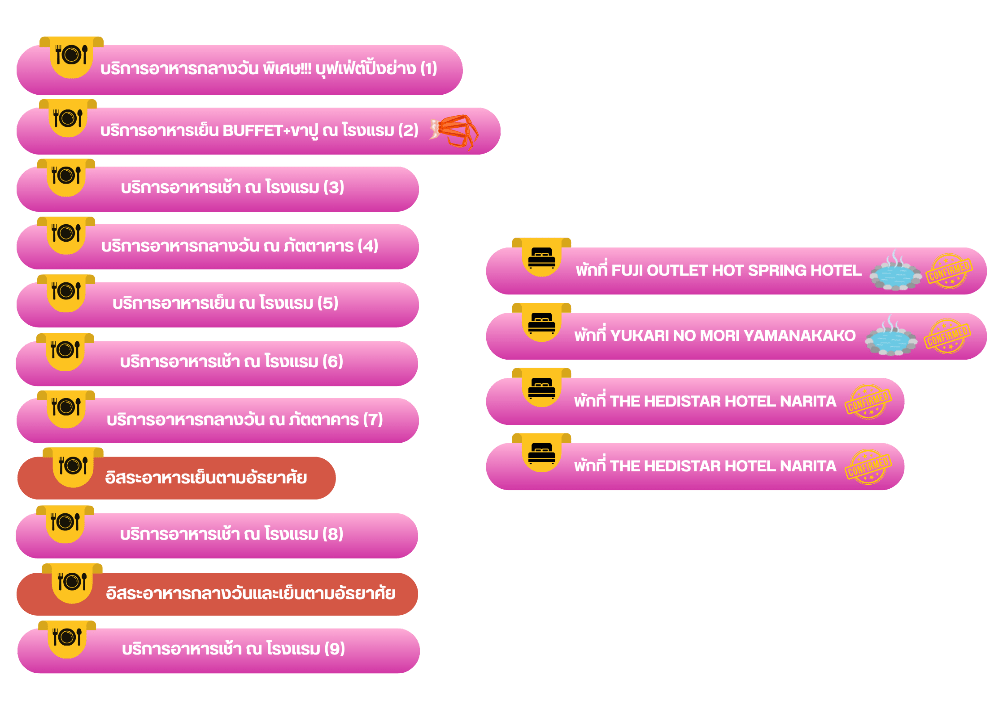 บริการอาหารกลางวัน พิเศษ!!! บุฟเฟ่ต์ปิ้งย่าง (1)
บริการอาหารเย็น BUFFET+ขาปู ณ โรงแรม (2)
บริการอาหารเช้า ณ โรงแรม (3)
บริการอาหารกลางวัน ณ ภัตตาคาร (4)
บริการอาหารเย็น ณ โรงแรม (5)
บริการอาหารเช้า ณ โรงแรม (6)
บริการอาหารกลางวัน ณ ภัตตาคาร (7)
อิสระอาหารเย็นตามอัธยาศัย
บริการอาหารเช้า ณ โรงแรม (8)
อิสระอาหารกลางวันและเย็นตามอัธยาศัย
บริการอาหารเช้า ณ โรงแรม (9)
พักที่ FUJI OUTLET HOT SPRING HOTEL CONFIRMED
พักที่ YUKARI NO MORI YAMANAKAKO CONFIRMED
พักที่ THE HEDISTAR HOTEL NARITA CONFIRMED
พักที่ THE HEDISTAR HOTEL NARITA CONFIRMED